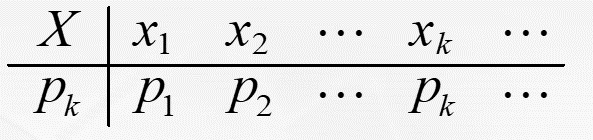 X x₁ x₂ ⋯ xₖ ⋯
pₖ p₁ p₂ ⋯ pₖ ⋯